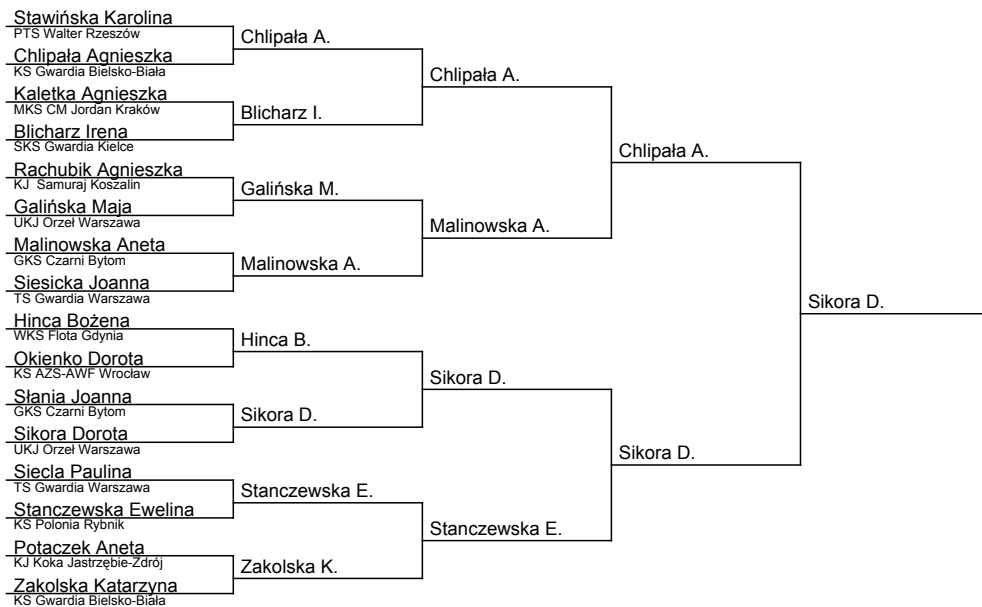 Stawińska Karolina
PTS Walter Rzeszów
Chlipała Agnieszka
KS Gwardia Bielsko-Biała
Kaletka Agnieszka
MKS CM Jordan Kraków
Blicharz Irena
SKS Gwardia Kielce
Rachubik Agnieszka
KJ  Samuraj Koszalin
Galińska Maja
UKJ Orzeł Warszawa
Malinowska Aneta
GKS Czarni Bytom
Siesicka Joanna
TS Gwardia Warszawa
Hinca Bożena
WKS Flota Gdynia
Okienko Dorota
KS AZS-AWF Wrocław
Słania Joanna
GKS Czarni Bytom
Sikora Dorota
UKJ Orzeł Warszawa
Siecla Paulina
TS Gwardia Warszawa
Stanczewska Ewelina
KS Polonia Rybnik
Potaczek Aneta
KJ Koka Jastrzębie-Zdrój
Zakolska Katarzyna
KS Gwardia Bielsko-Biała
Chlipała A.
Blicharz I.
Galińska M.
Malinowska A.
Hinca B.
Sikora D.
Stanczewska E.
Zakolska K.
Chlipała A.
Malinowska A.
Sikora D.
Stanczewska E.
Chlipała A.
Sikora D.
Sikora D.